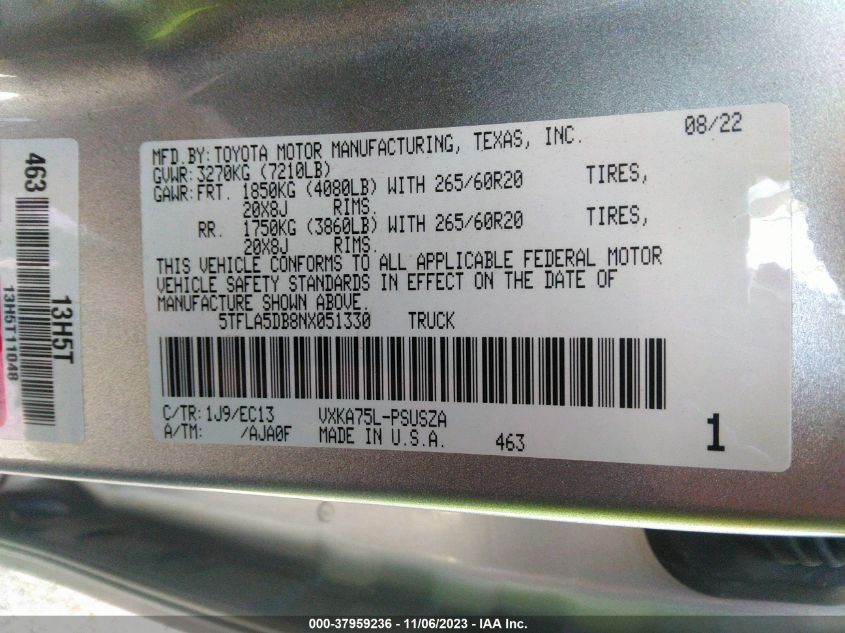 MFD.BY:TOYOTA MOTOR MANUFACTURING, TEXAS, INC. 08/22
GVWR:3270KG (7210LB)
GAWR:FRT. 1850KG (4080LB) WITH 265/60R20 TIRES,
20X8J RIMS.
RR. 1750KG (3860LB) WITH 265/60R20 TIRES,
20X8J RIMS.
THIS VEHICLE CONFORMS TO ALL APPLICABLE FEDERAL MOTOR
VEHICLE SAFETY STANDARDS IN EFFECT ON THE DATE OF
MANUFACTURE SHOWN ABOVE.
5TFLA5DB8NX051330 TRUCK
C/TR:1J9/EC13 VXKA75L-PSUSZA
A/TM: /AJA0F MADE IN U.S.A. 463 1
463 13H5T
13H5T11048
000-37959236 - 11/06/2023 - IAA Inc.